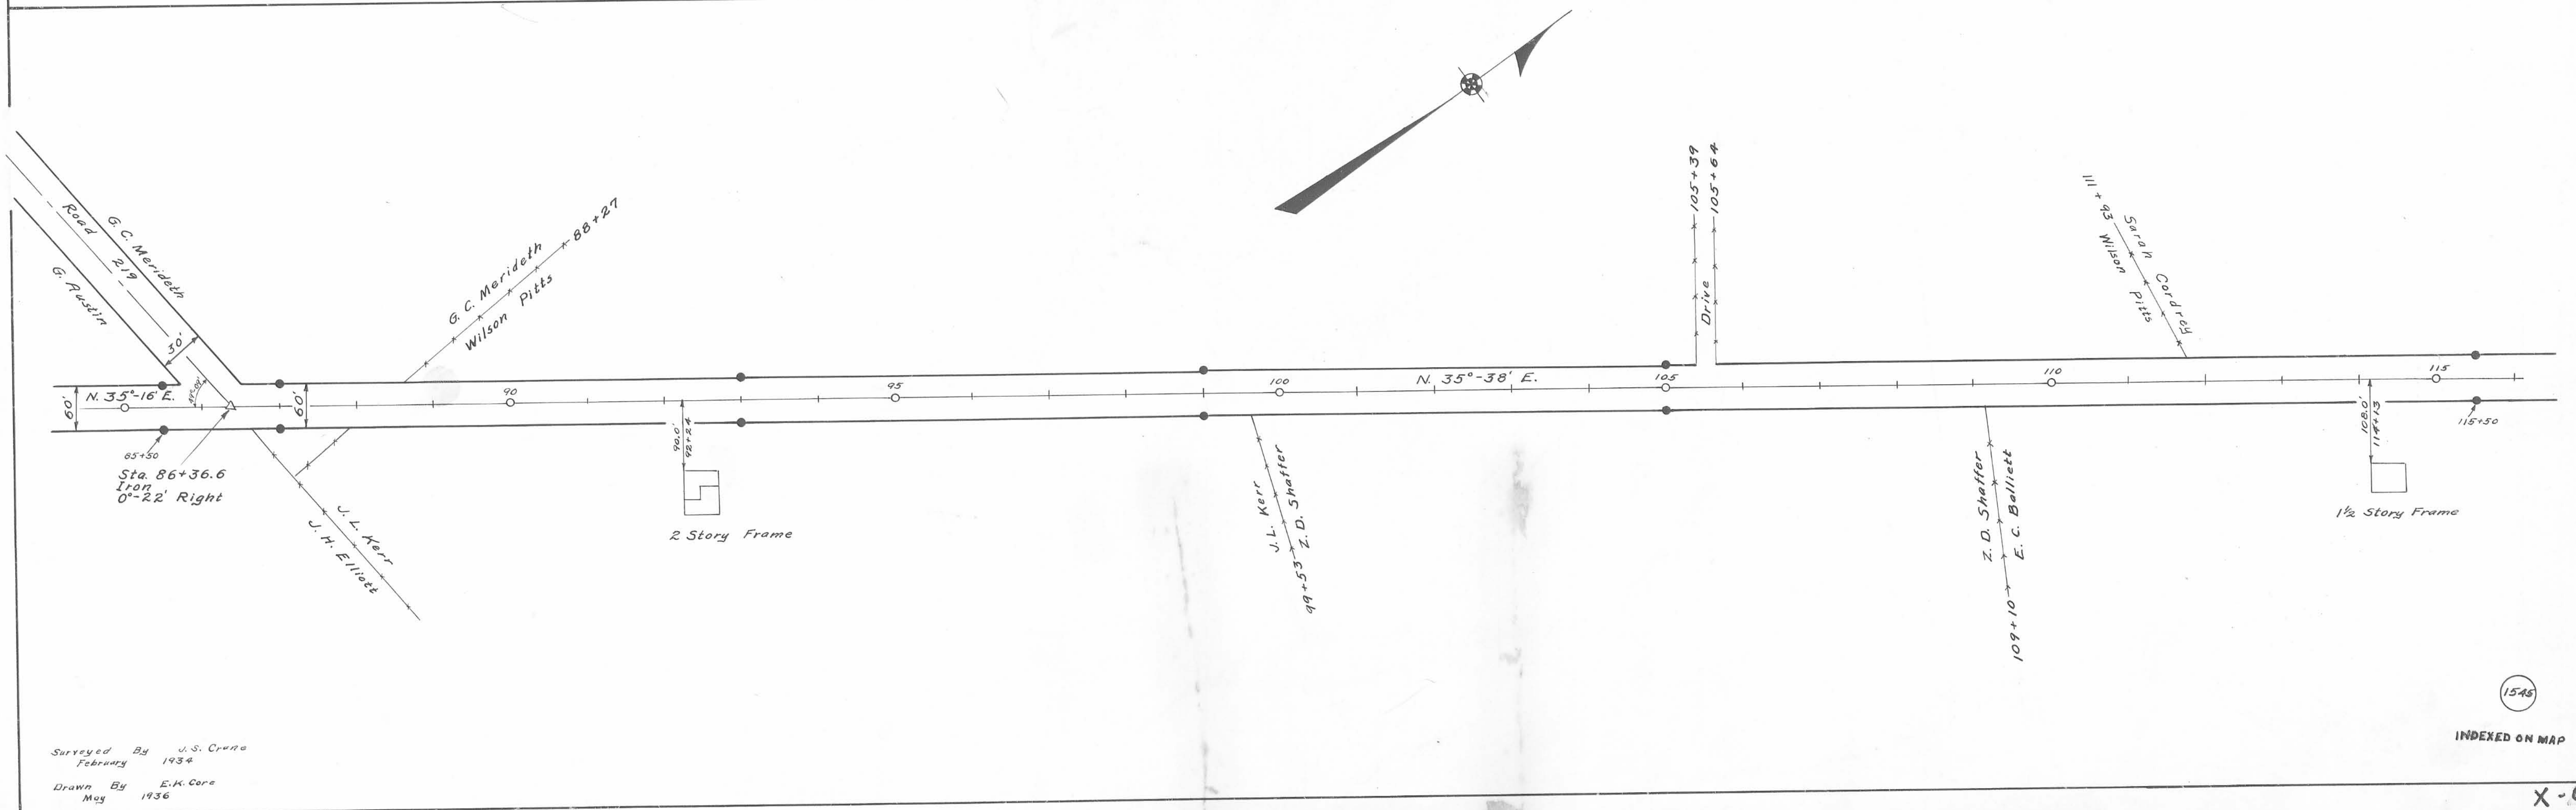 G. C. Merideth
Road 219
G. Austin
30'
60'
N. 35°-16' E.
60'
85+50
Sta. 86+36.6
Iron
0°-22' Right
J. L. Kerr
J. H. Elliott
G. C. Merideth
88+27
Wilson Pitts
90
90.0'
92+24
2 Story Frame
95
100
J. L. Kerr
99+53
Z. D. Shaffer
N. 35°-38' E.
105
105+39
105+64
Drive
Z. D. Shaffer
109+10
E. C. Balliett
110
111+93
Sarah Cordrey
Wilson Pitts
108.0'
114+13
1½ Story Frame
115
115+50
1545
INDEXED ON MAP
Surveyed By J. S. Crane
February 1934
Drawn By E. K. Core
May 1936